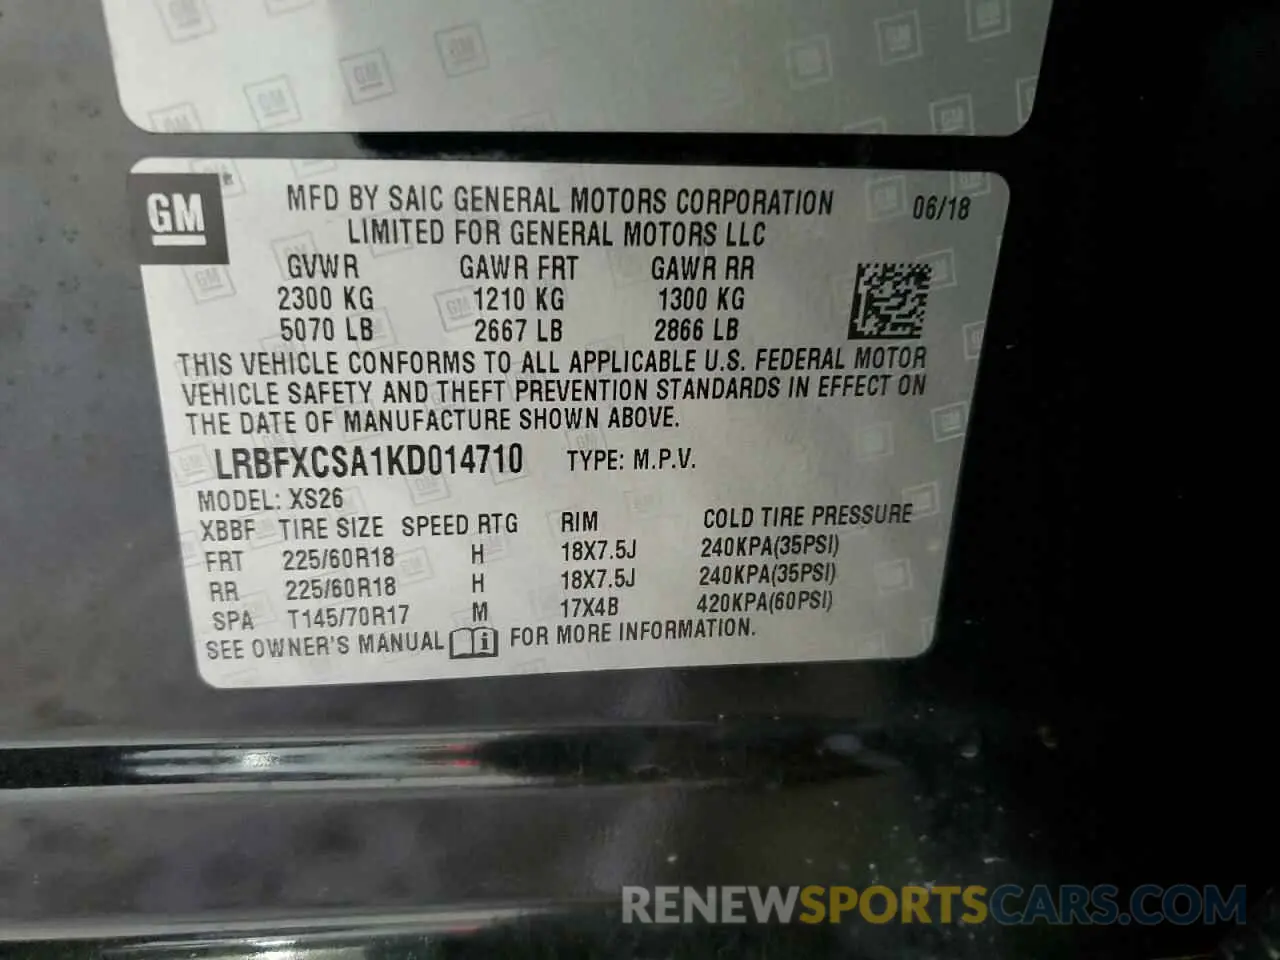 GM
MFD BY SAIC GENERAL MOTORS CORPORATION 06/18
LIMITED FOR GENERAL MOTORS LLC
GVWR GAWR FRT GAWR RR
2300 KG 1210 KG 1300 KG
5070 LB 2667 LB 2866 LB
THIS VEHICLE CONFORMS TO ALL APPLICABLE U.S. FEDERAL MOTOR
VEHICLE SAFETY AND THEFT PREVENTION STANDARDS IN EFFECT ON
THE DATE OF MANUFACTURE SHOWN ABOVE.
LRBFXCSA1KD014710 TYPE: M.P.V.
MODEL: XS26
XBBF TIRE SIZE SPEED RTG RIM COLD TIRE PRESSURE
FRT 225/60R18 H 18X7.5J 240KPA(35PSI)
RR 225/60R18 H 18X7.5J 240KPA(35PSI)
SPA T145/70R17 M 17X4B 420KPA(60PSI)
SEE OWNER'S MANUAL i FOR MORE INFORMATION.
RENEWSPORTSCARS.COM